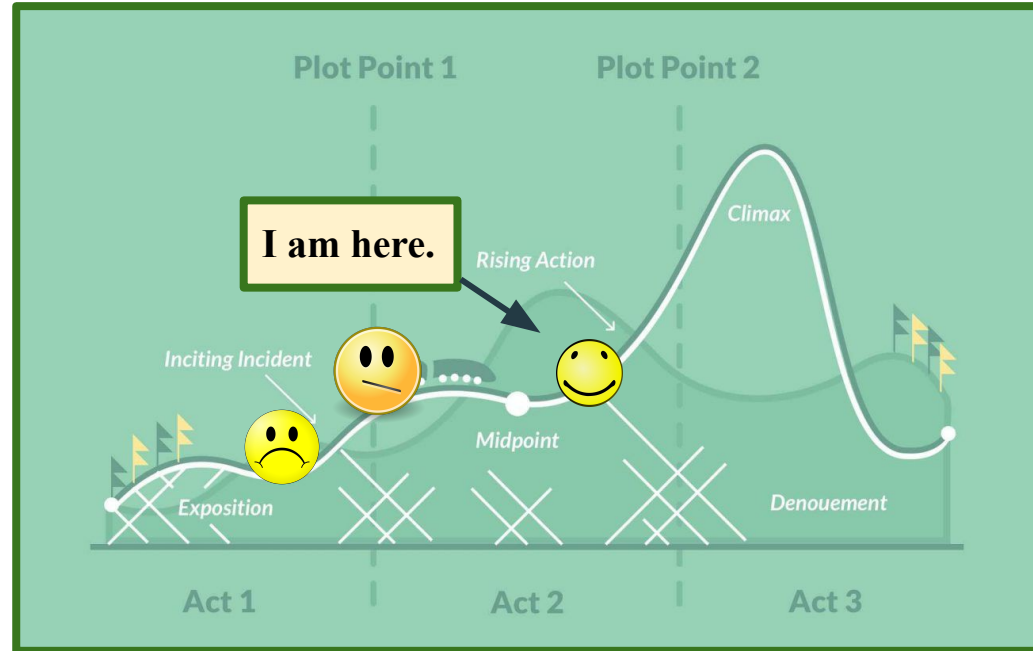 Plot Point 1
Plot Point 2
Climax
I am here.
Rising Action
Inciting Incident
Midpoint
Exposition
Denouement
Act 1
Act 2
Act 3